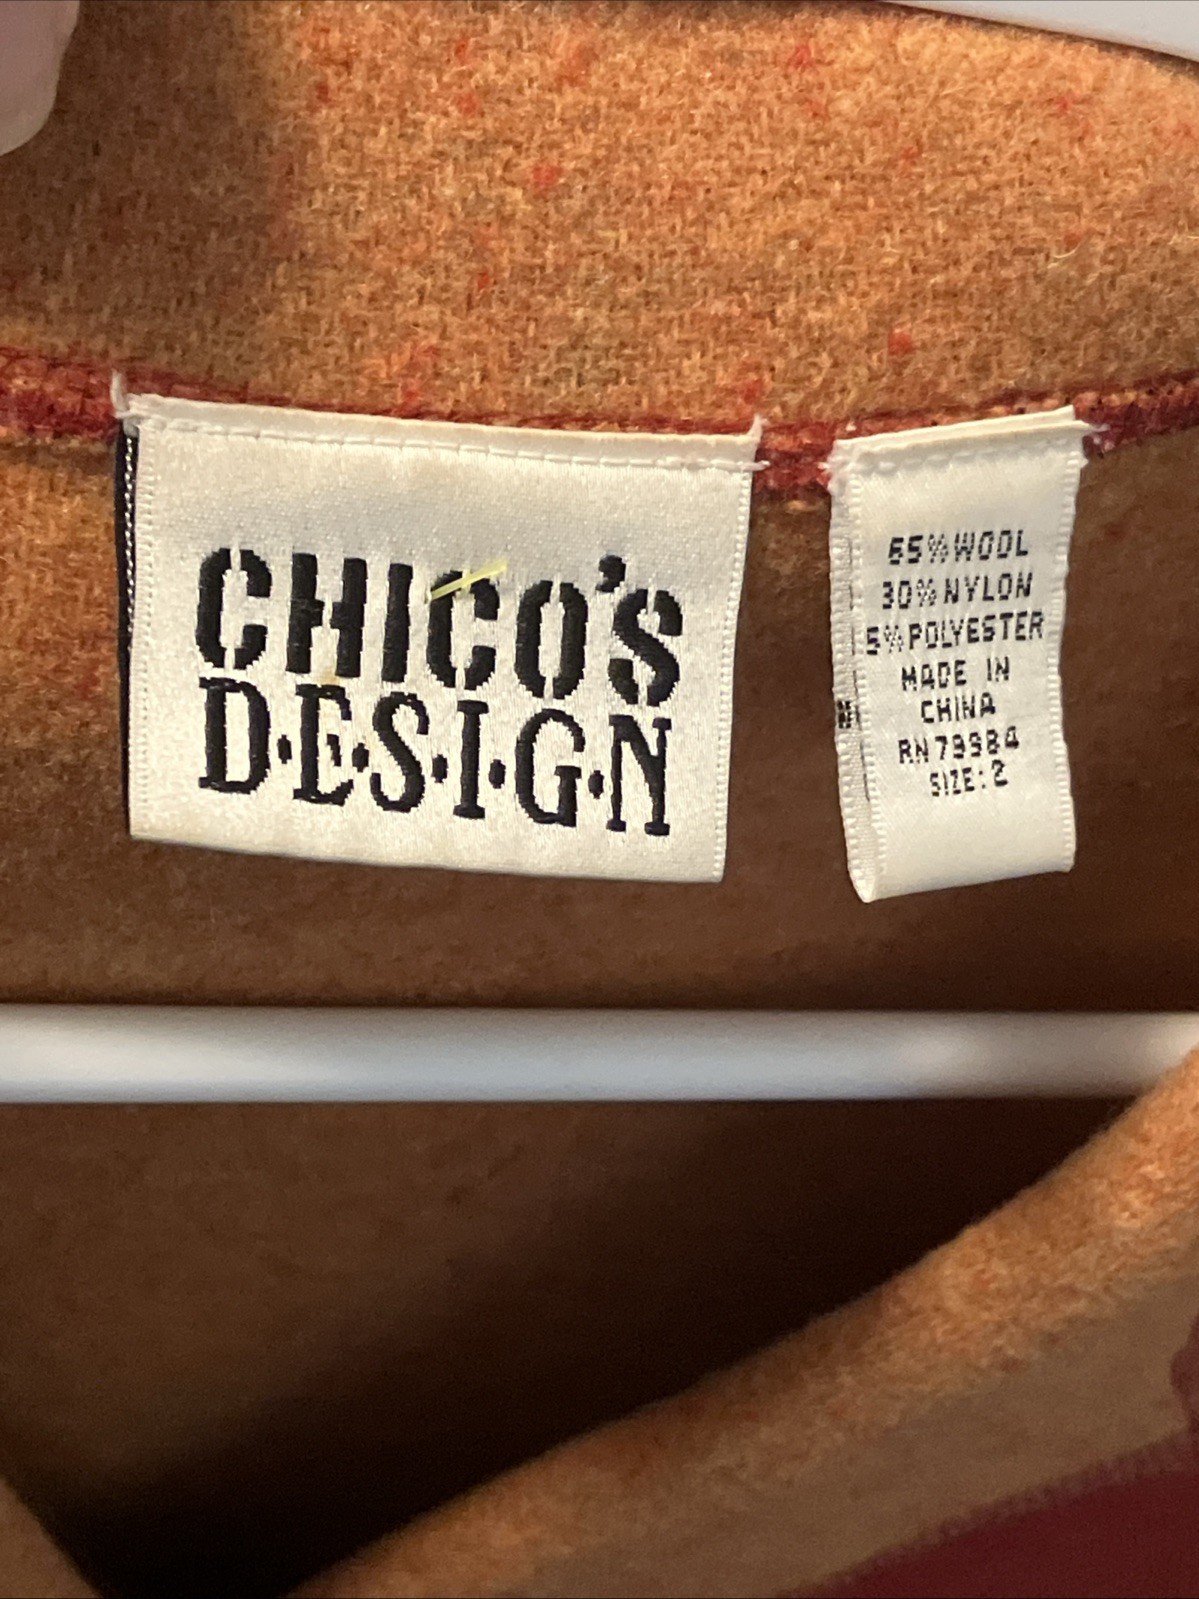 CHICO'S
D·E·S·I·G·N
65% WOOL
30% NYLON
5% POLYESTER
MADE IN
CHINA
RN 79984
SIZE: 2